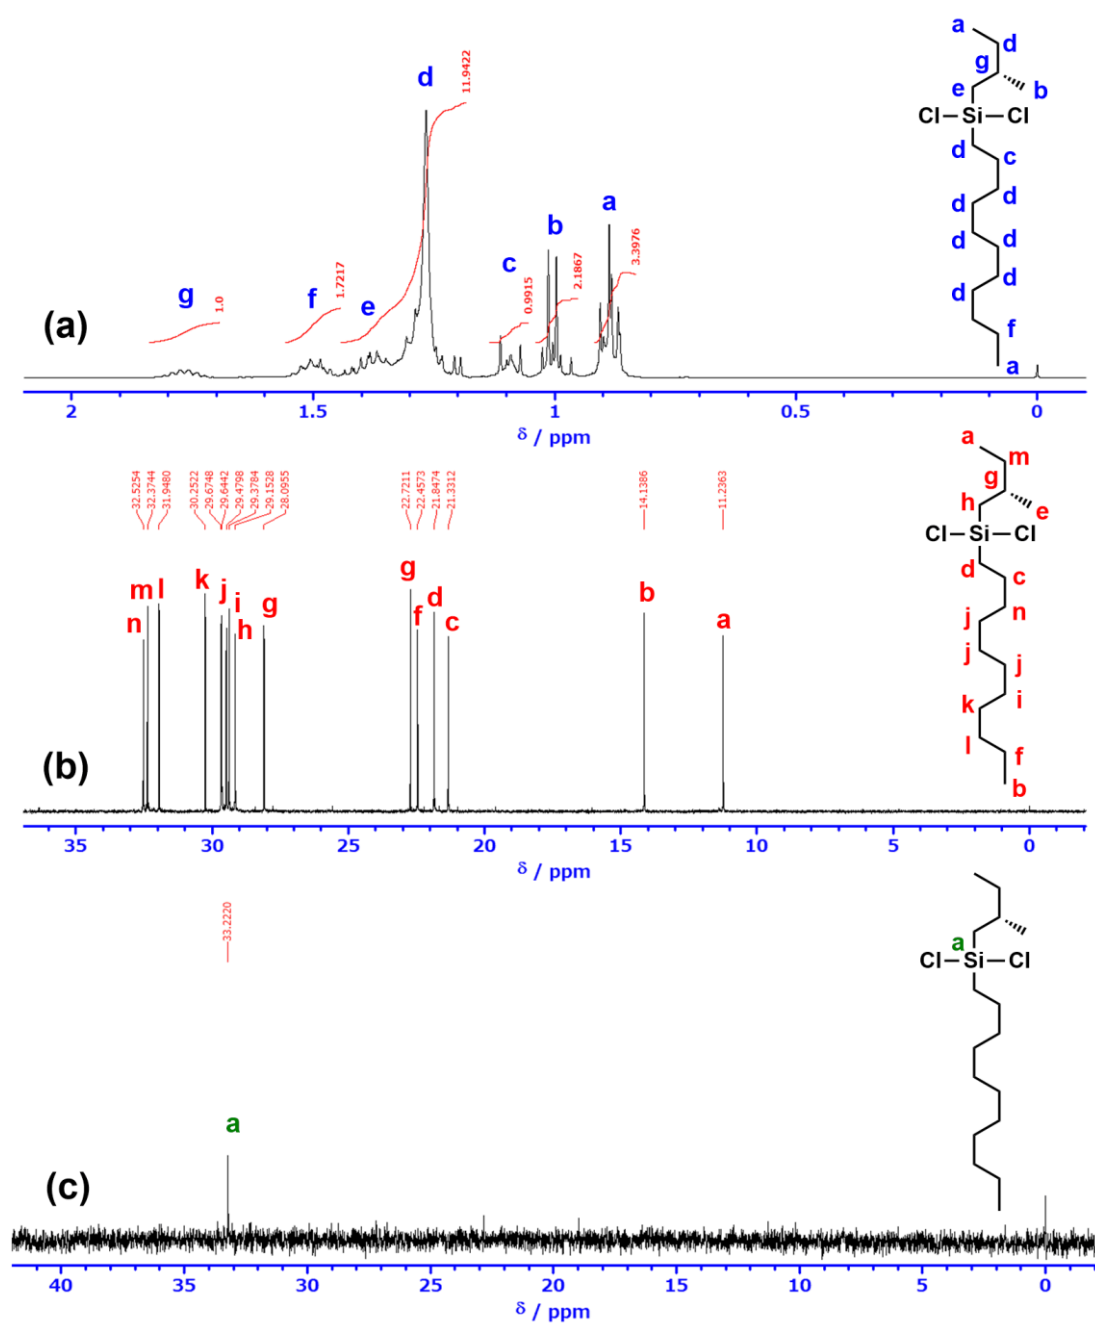 a
d
g
e
b
Cl–Si–Cl
d
c
d
d
d
d
d
d
f
a
(a)
g
f
e
d
c
b
a
1.0
1.7217
11.9422
0.9915
2.1867
3.3976
2 1.5 1 0.5 0
δ / ppm
a
m
g
h
e
Cl–Si–Cl
d
c
n
j
j
j
i
k
l
f
b
32.5254
32.3744
31.9480
30.2522
29.6748
29.6442
29.4798
29.3784
29.1528
28.0955
22.7211
22.4573
21.8474
21.3312
14.1386
11.2363
(b)
n
m
l
k
j
i
h
g
g
f
d
c
b
a
35 30 25 20 15 10 5 0
δ / ppm
a
Cl–Si–Cl
33.2220
a
(c)
40 35 30 25 20 15 10 5 0
δ / ppm